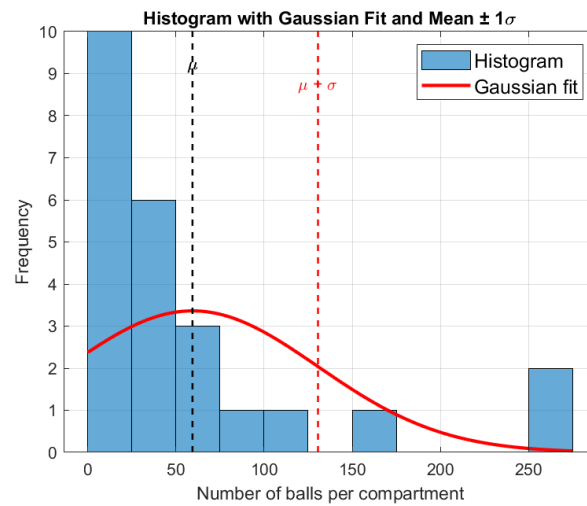 Histogram with Gaussian Fit and Mean ± 1σ
Histogram
Gaussian fit
μ
μ + σ
Frequency
10
9
8
7
6
5
4
3
2
1
0
0 50 100 150 200 250
Number of balls per compartment